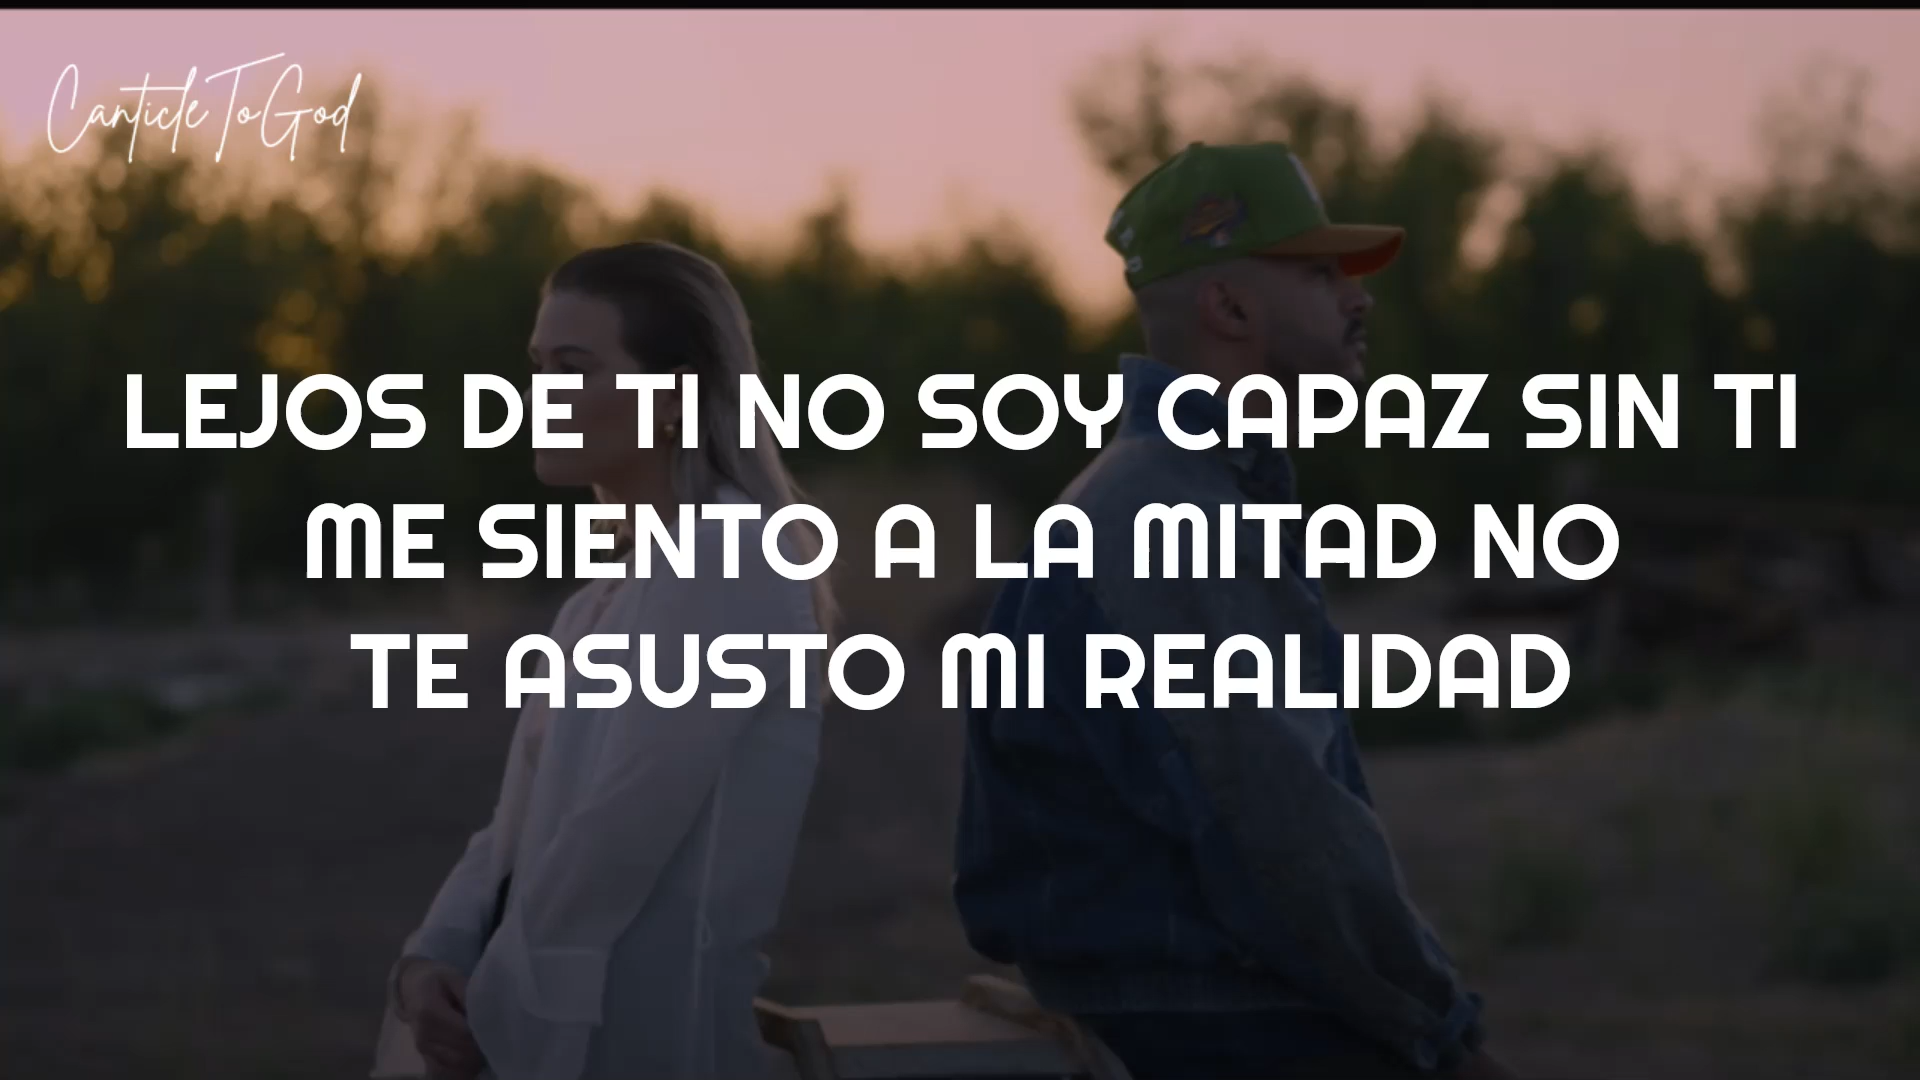 CanticleToGod
LEJOS DE TI NO SOY CAPAZ SIN TI
ME SIENTO A LA MITAD NO
TE ASUSTO MI REALIDAD